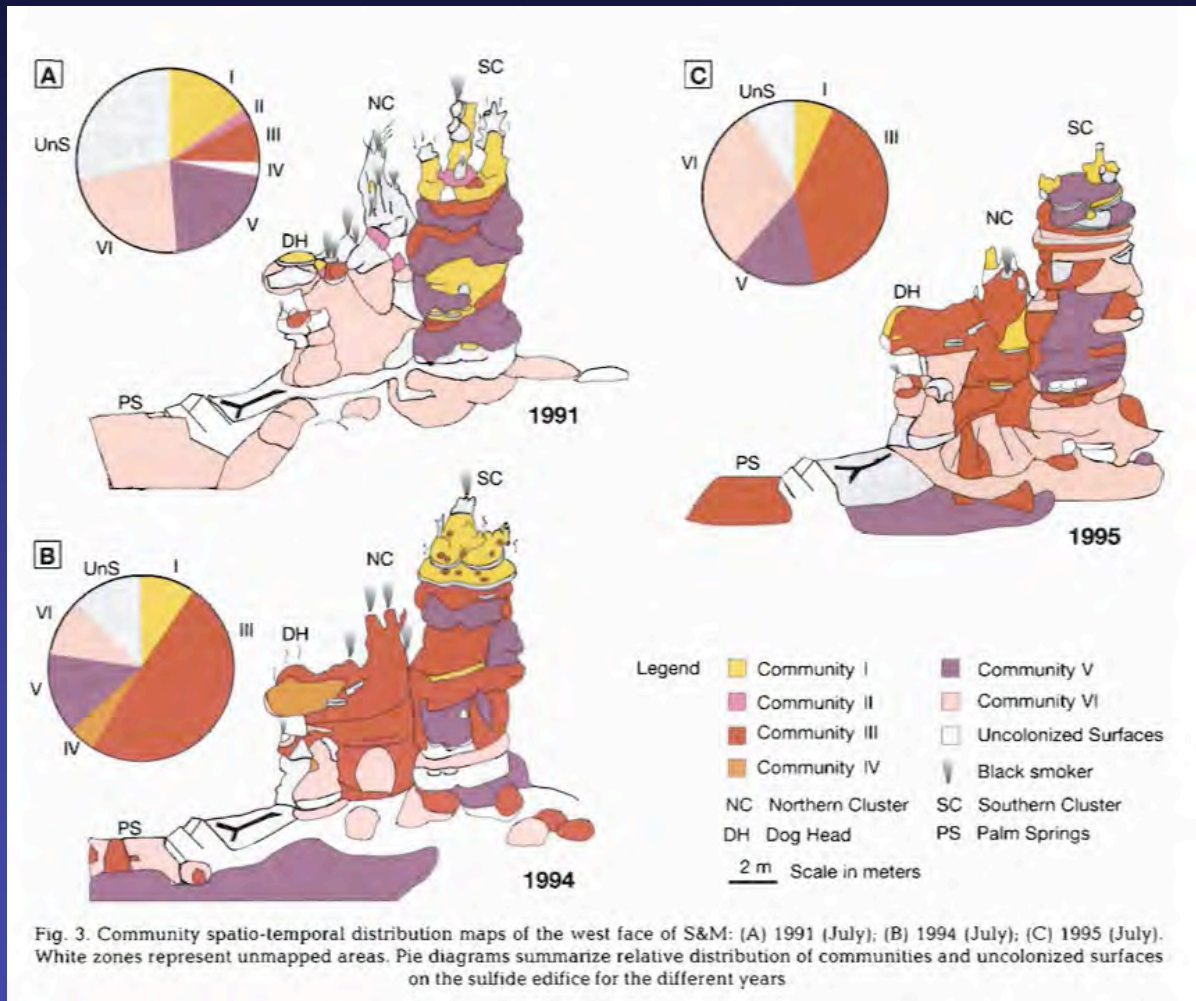 A
I
II
III
IV
V
VI
UnS
SC
NC
DH
PS
1991
B
UnS
I
III
IV
V
VI
SC
NC
DH
PS
1994
C
UnS
I
III
V
VI
SC
NC
DH
PS
1995
Legend
Community I
Community II
Community III
Community IV
Community V
Community VI
Uncolonized Surfaces
Black smoker
NC Northern Cluster
SC Southern Cluster
DH Dog Head
PS Palm Springs
2 m Scale in meters
Fig. 3. Community spatio-temporal distribution maps of the west face of S&M: (A) 1991 (July); (B) 1994 (July); (C) 1995 (July).
White zones represent unmapped areas. Pie diagrams summarize relative distribution of communities and uncolonized surfaces
on the sulfide edifice for the different years